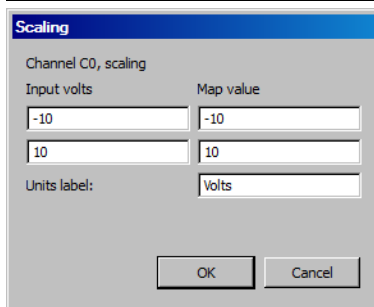 Scaling
Channel C0, scaling
Input volts Map value
-10 -10
10 10
Units label: Volts
OK Cancel